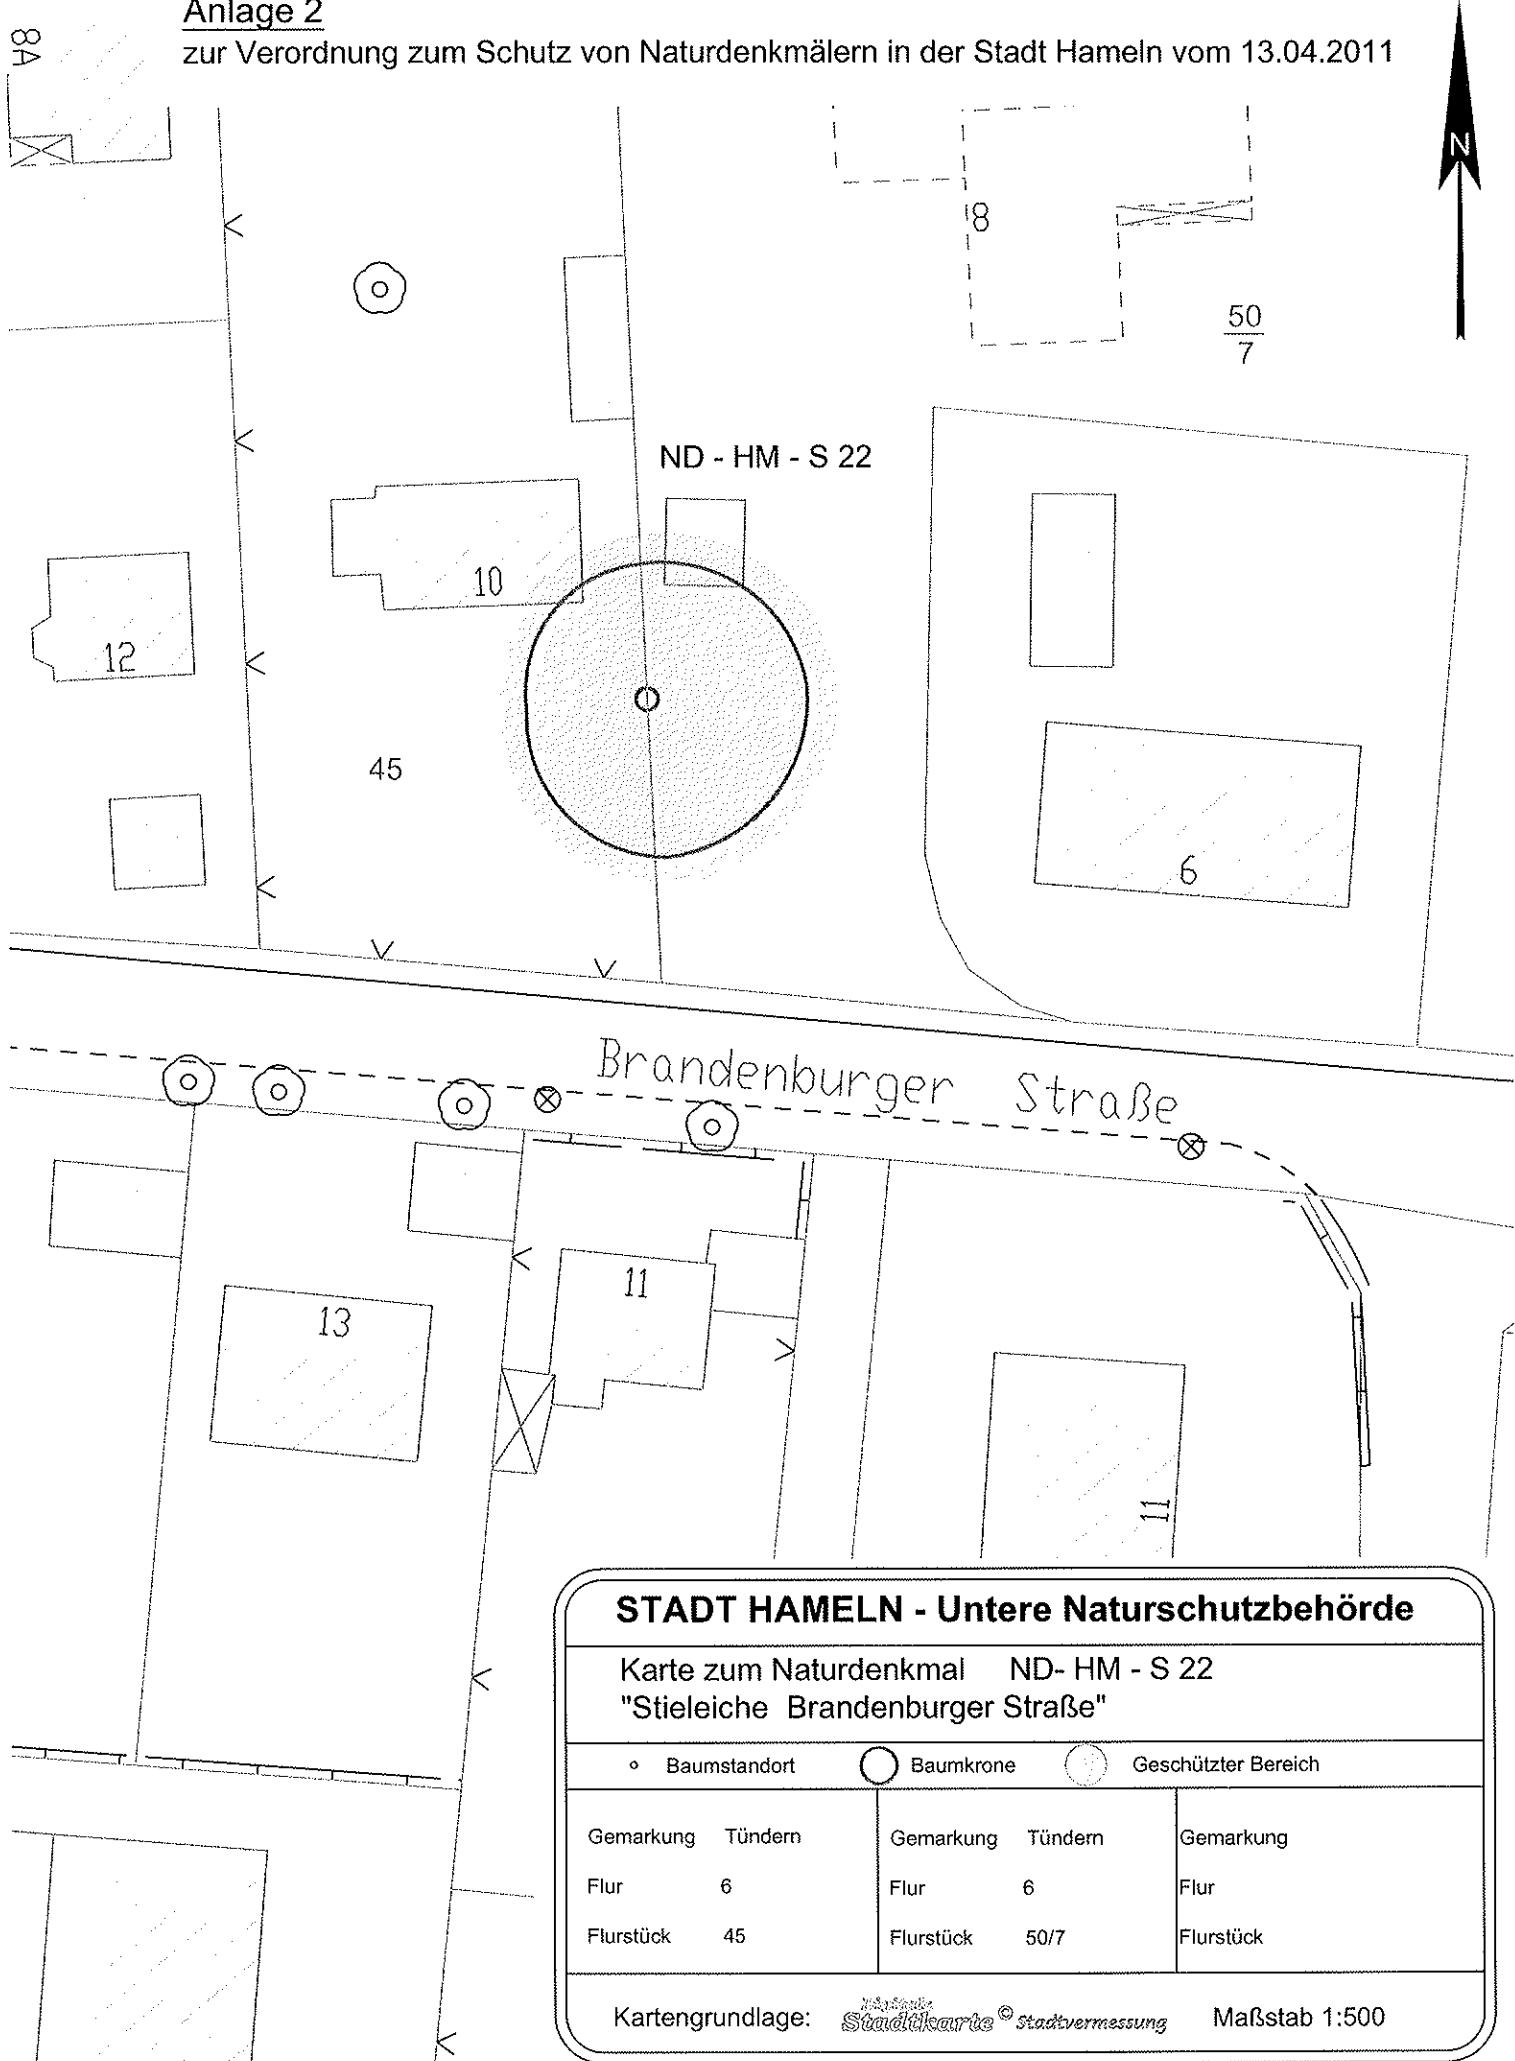 Anlage 2
zur Verordnung zum Schutz von Naturdenkmälern in der Stadt Hameln vom 13.04.2011
8A
N
8
50
7
ND - HM - S 22
10
12
45
6
Brandenburger Straße
11
13
11
STADT HAMELN - Untere Naturschutzbehörde
Karte zum Naturdenkmal ND- HM - S 22
"Stieleiche Brandenburger Straße"
Baumstandort Baumkrone Geschützter Bereich
Gemarkung Tündern Gemarkung Tündern Gemarkung
Flur 6 Flur 6 Flur
Flurstück 45 Flurstück 50/7 Flurstück
Kartengrundlage: Stadtkarte © Stadtvermessung Maßstab 1:500